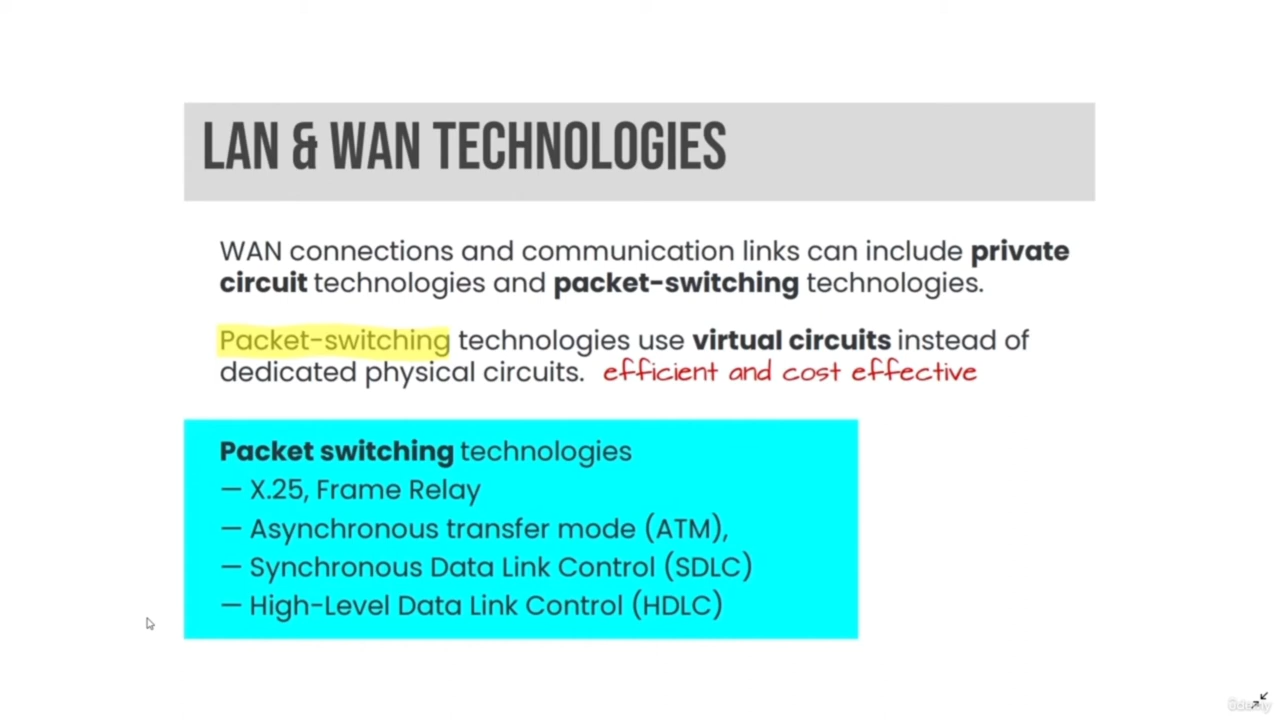 LAN & WAN TECHNOLOGIES
WAN connections and communication links can include private
circuit technologies and packet-switching technologies.
Packet-switching technologies use virtual circuits instead of
dedicated physical circuits. efficient and cost effective
Packet switching technologies
— X.25, Frame Relay
— Asynchronous transfer mode (ATM),
— Synchronous Data Link Control (SDLC)
— High-Level Data Link Control (HDLC)
Udemy